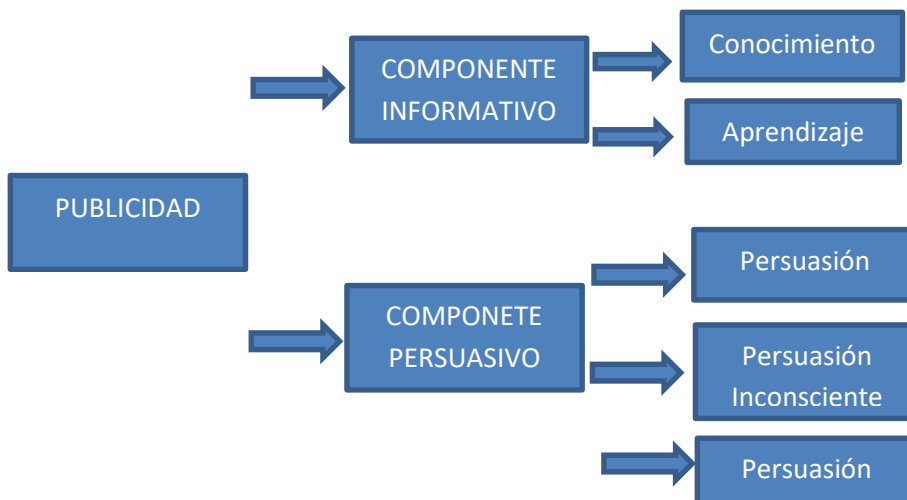 PUBLICIDAD
COMPONENTE
INFORMATIVO
Conocimiento
Aprendizaje
COMPONETE
PERSUASIVO
Persuasión
Persuasión
Inconsciente
Persuasión